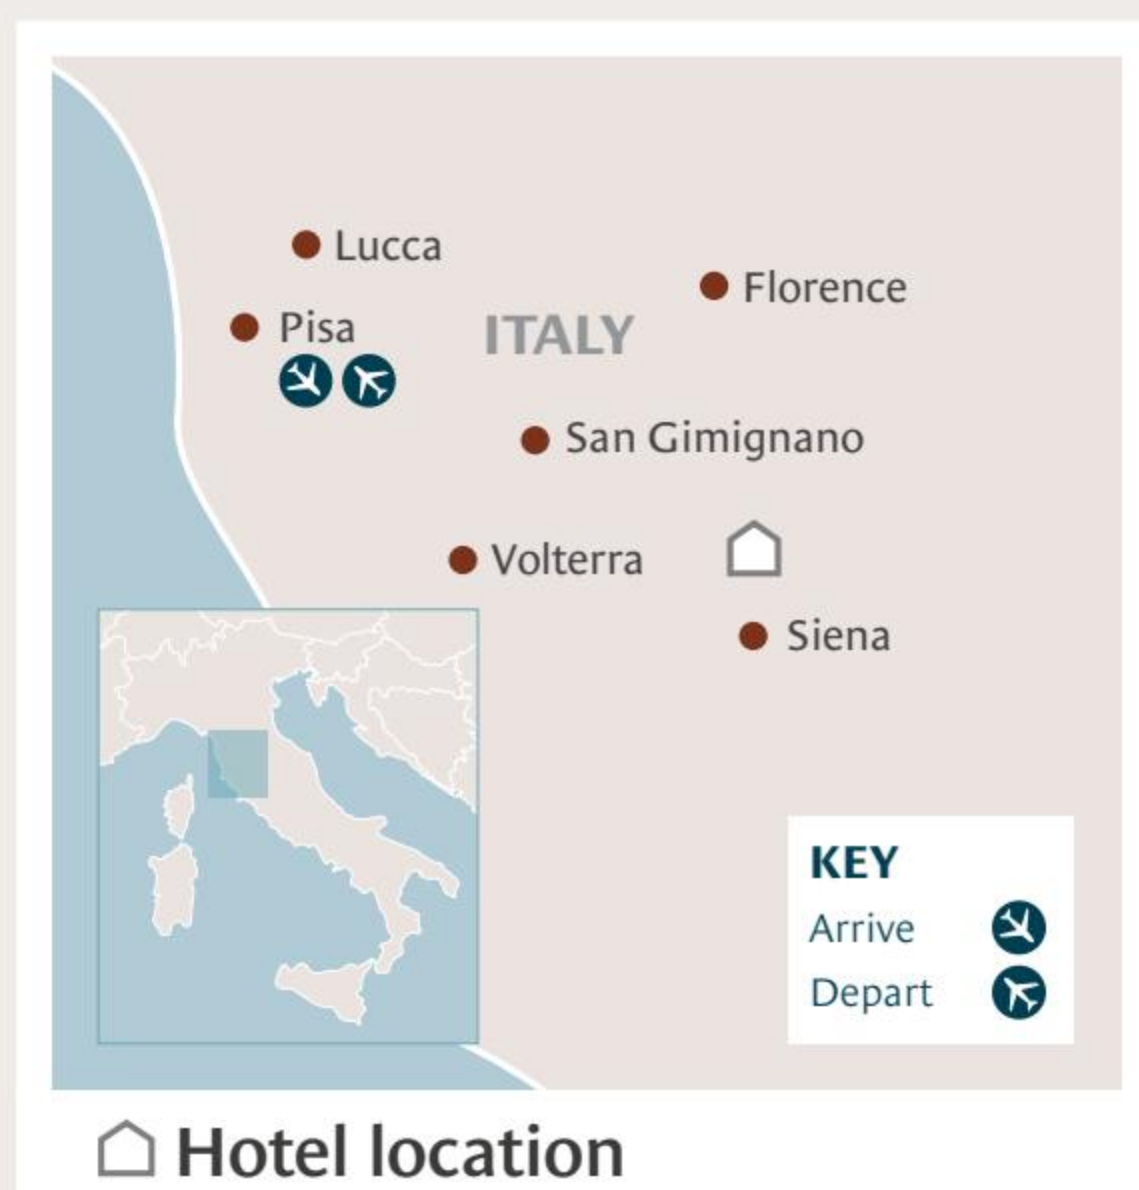 Lucca
Florence
Pisa
ITALY
San Gimignano
Volterra
Siena
KEY
Arrive
Depart
Hotel location